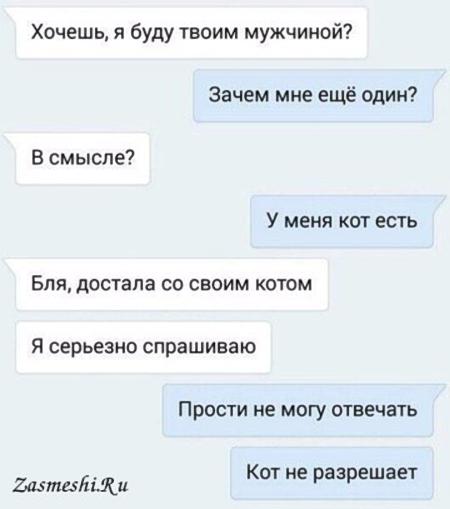 Хочешь, я буду твоим мужчиной?
Зачем мне ещё один?
В смысле?
У меня кот есть
Бля, достала со своим котом
Я серьезно спрашиваю
Прости не могу отвечать
Кот не разрешает
Zasmeshi.Ru